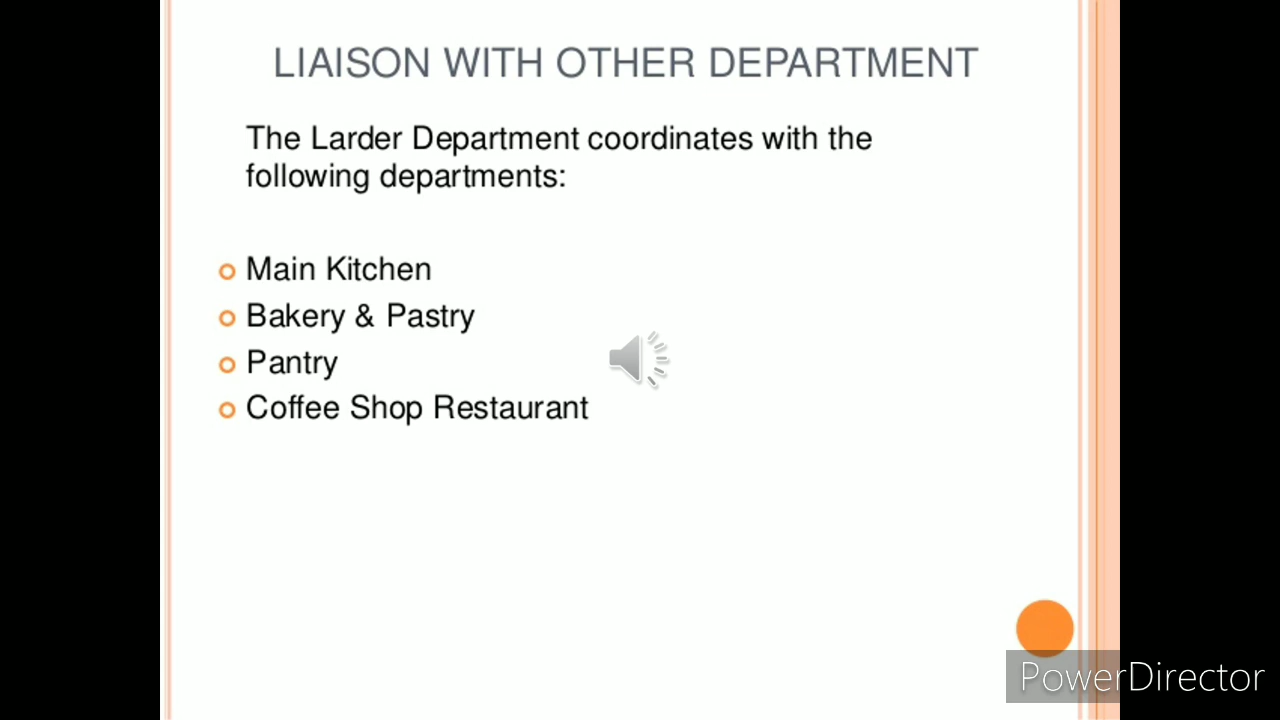 LIAISON WITH OTHER DEPARTMENT
The Larder Department coordinates with the
following departments:
Main Kitchen
Bakery & Pastry
Pantry
Coffee Shop Restaurant
PowerDirector